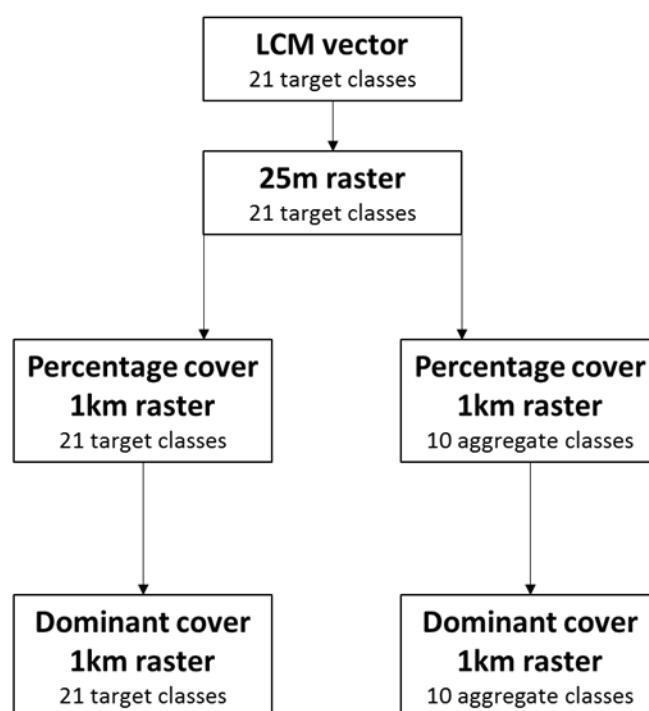 LCM vector
21 target classes
25m raster
21 target classes
Percentage cover
1km raster
21 target classes
Percentage cover
1km raster
10 aggregate classes
Dominant cover
1km raster
21 target classes
Dominant cover
1km raster
10 aggregate classes